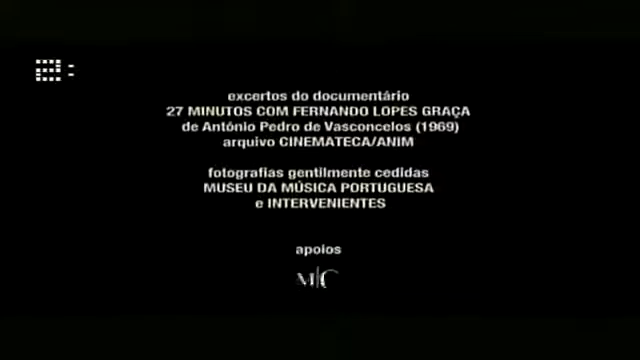 2:
excertos do documentário
27 MINUTOS COM FERNANDO LOPES GRAÇA
de António Pedro de Vasconcelos (1969)
arquivo CINEMATECA/ANIM
fotografias gentilmente cedidas
MUSEU DA MÚSICA PORTUGUESA
e INTERVENIENTES
apoios
M|C